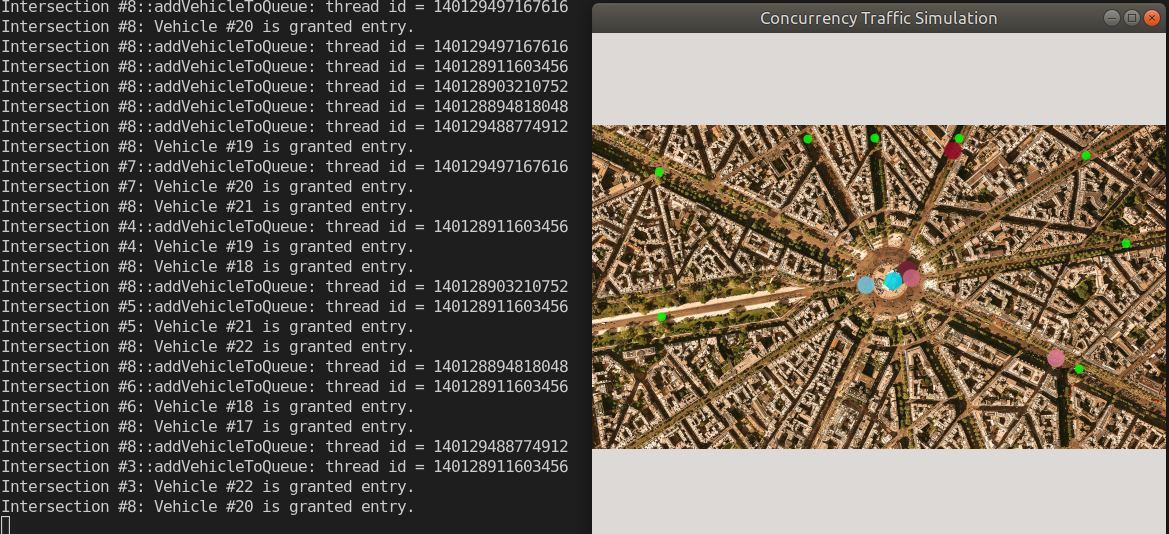 Intersection #8::addVehicleToQueue: thread id = 140129497167616
Intersection #8: Vehicle #20 is granted entry.
Intersection #8::addVehicleToQueue: thread id = 140129497167616
Intersection #8::addVehicleToQueue: thread id = 140128911603456
Intersection #8::addVehicleToQueue: thread id = 140128903210752
Intersection #8::addVehicleToQueue: thread id = 140128894818048
Intersection #8::addVehicleToQueue: thread id = 140129488774912
Intersection #8: Vehicle #19 is granted entry.
Intersection #7::addVehicleToQueue: thread id = 140129497167616
Intersection #7: Vehicle #20 is granted entry.
Intersection #8: Vehicle #21 is granted entry.
Intersection #4::addVehicleToQueue: thread id = 140128911603456
Intersection #4: Vehicle #19 is granted entry.
Intersection #8: Vehicle #18 is granted entry.
Intersection #8::addVehicleToQueue: thread id = 140128903210752
Intersection #5::addVehicleToQueue: thread id = 140128911603456
Intersection #5: Vehicle #21 is granted entry.
Intersection #8: Vehicle #22 is granted entry.
Intersection #8::addVehicleToQueue: thread id = 140128894818048
Intersection #6::addVehicleToQueue: thread id = 140128911603456
Intersection #6: Vehicle #18 is granted entry.
Intersection #8: Vehicle #17 is granted entry.
Intersection #8::addVehicleToQueue: thread id = 140129488774912
Intersection #3::addVehicleToQueue: thread id = 140128911603456
Intersection #3: Vehicle #22 is granted entry.
Intersection #8: Vehicle #20 is granted entry.
Concurrency Traffic Simulation